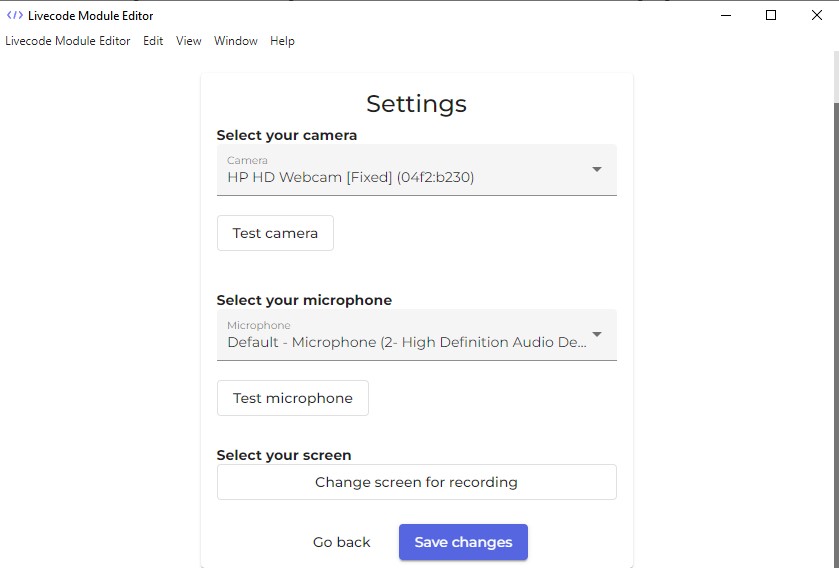 Livecode Module Editor
Livecode Module Editor Edit View Window Help
Settings
Select your camera
Camera
HP HD Webcam [Fixed] (04f2:b230)
Test camera
Select your microphone
Microphone
Default - Microphone (2- High Definition Audio De...
Test microphone
Select your screen
Change screen for recording
Go back Save changes